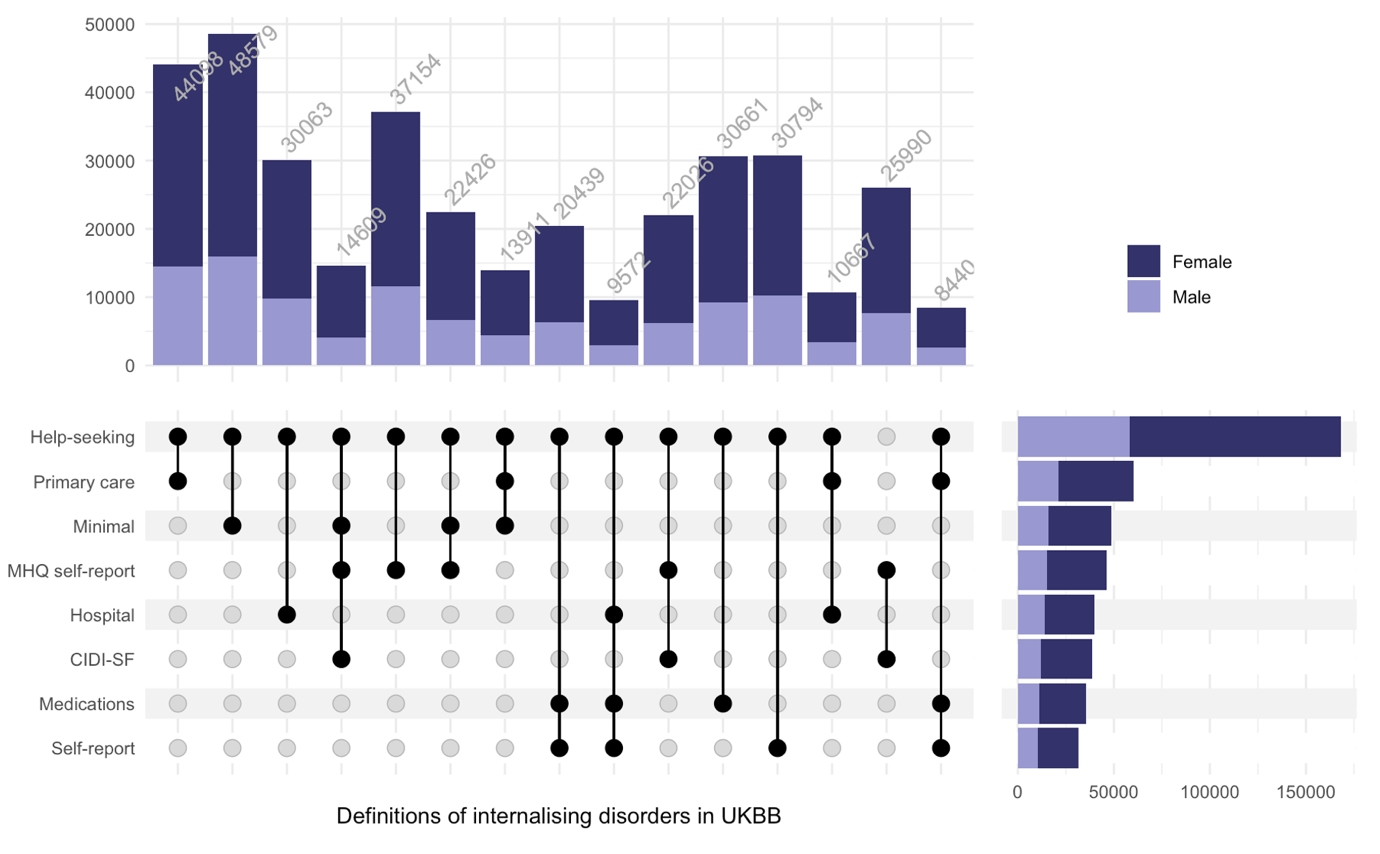 50000
40000
30000
20000
10000
0
44098
48579
30063
14609
37154
22426
13911
20439
9572
22026
30661
30794
10667
25990
8440
Female
Male
Help-seeking
Primary care
Minimal
MHQ self-report
Hospital
CIDI-SF
Medications
Self-report
0 50000 100000 150000
Definitions of internalising disorders in UKBB